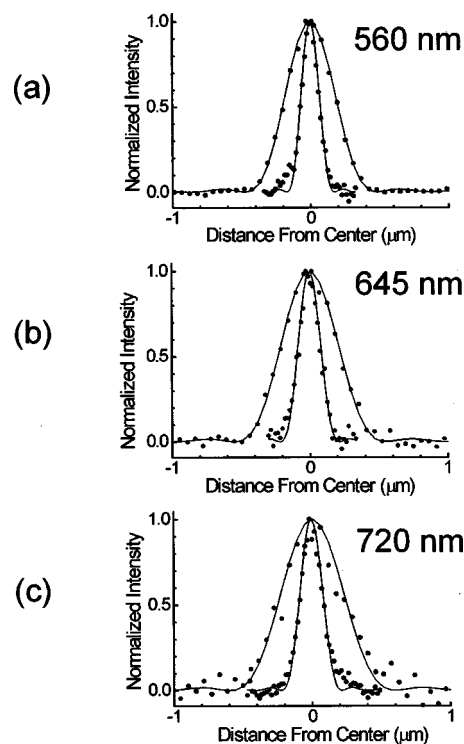 560 nm
(a)
Normalized Intensity
1.0
0.5
0.0
-1 0 1
Distance From Center (μm)
645 nm
(b)
Normalized Intensity
1.0
0.5
0.0
-1 0 1
Distance From Center (μm)
720 nm
(c)
Normalized Intensity
1.0
0.5
0.0
-1 0 1
Distance From Center (μm)